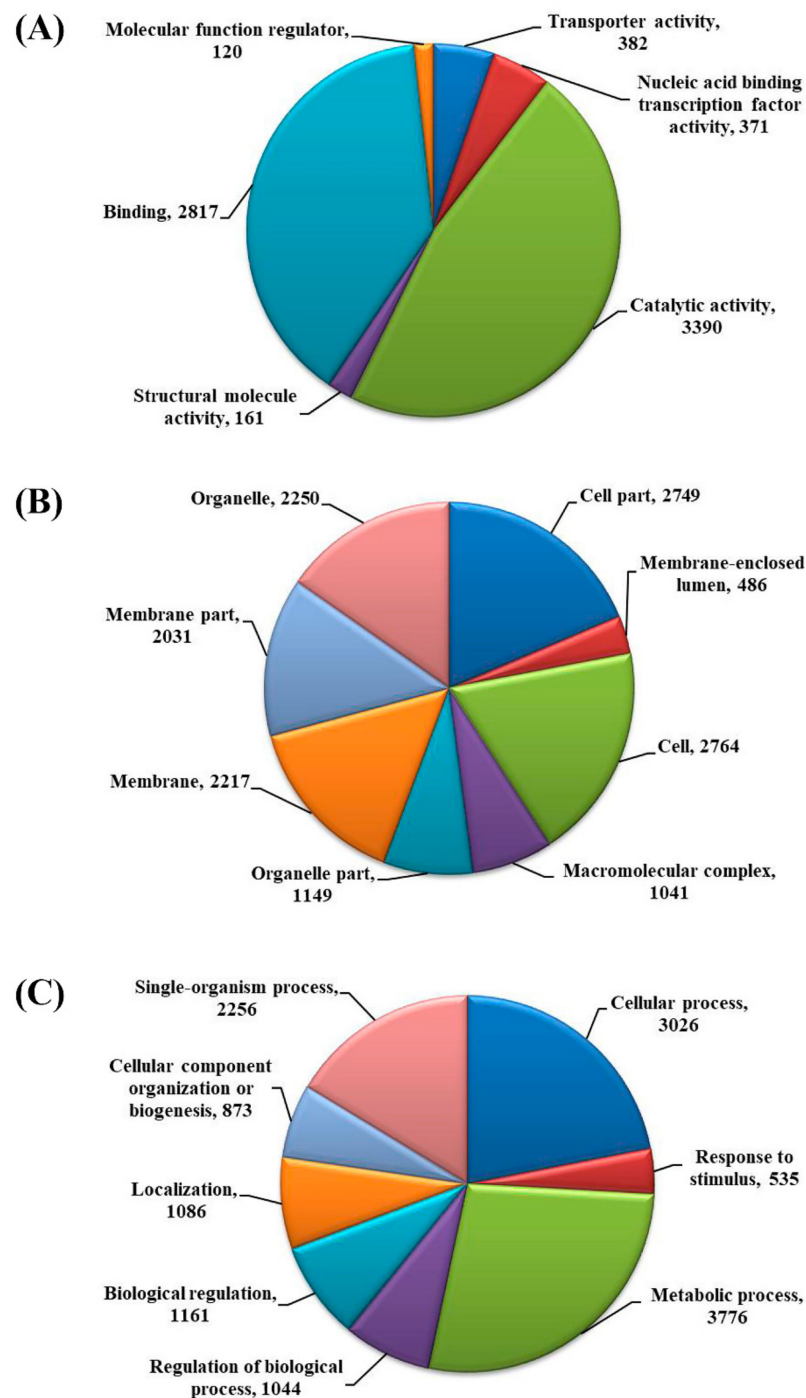 (A)
Molecular function regulator,
120
Transporter activity,
382
Nucleic acid binding
transcription factor
activity, 371
Binding, 2817
Catalytic activity,
3390
Structural molecule
activity, 161
(B)
Organelle, 2250
Cell part, 2749
Membrane-enclosed
lumen, 486
Membrane part,
2031
Cell, 2764
Membrane, 2217
Organelle part,
1149
Macromolecular complex,
1041
(C)
Single-organism process,
2256
Cellular process,
3026
Cellular component
organization or
biogenesis, 873
Response to
stimulus, 535
Localization,
1086
Biological regulation,
1161
Metabolic process,
3776
Regulation of biological
process, 1044